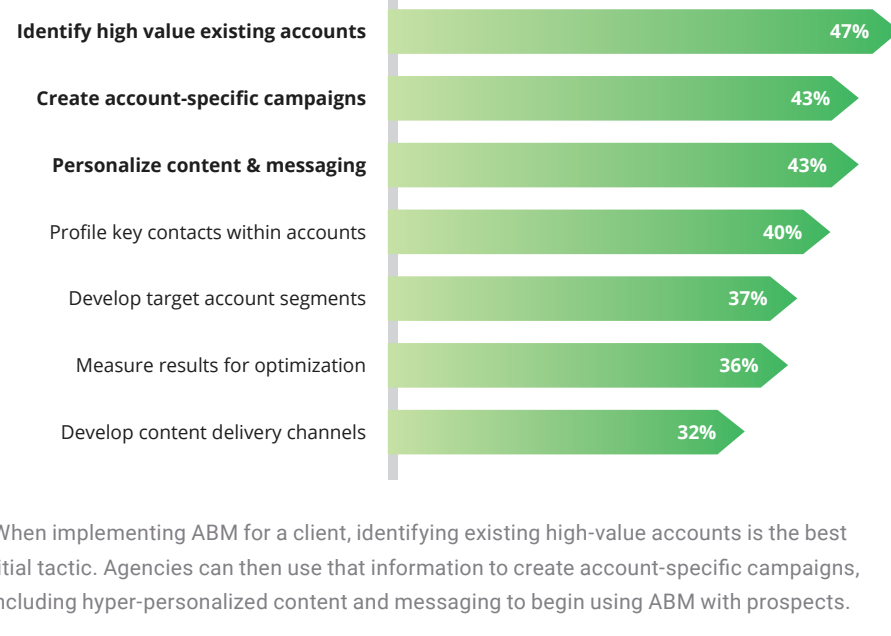 Identify high value existing accounts 47%
Create account-specific campaigns 43%
Personalize content & messaging 43%
Profile key contacts within accounts 40%
Develop target account segments 37%
Measure results for optimization 36%
Develop content delivery channels 32%
When implementing ABM for a client, identifying existing high-value accounts is the best
itial tactic. Agencies can then use that information to create account-specific campaigns,
ncluding hyper-personalized content and messaging to begin using ABM with prospects.